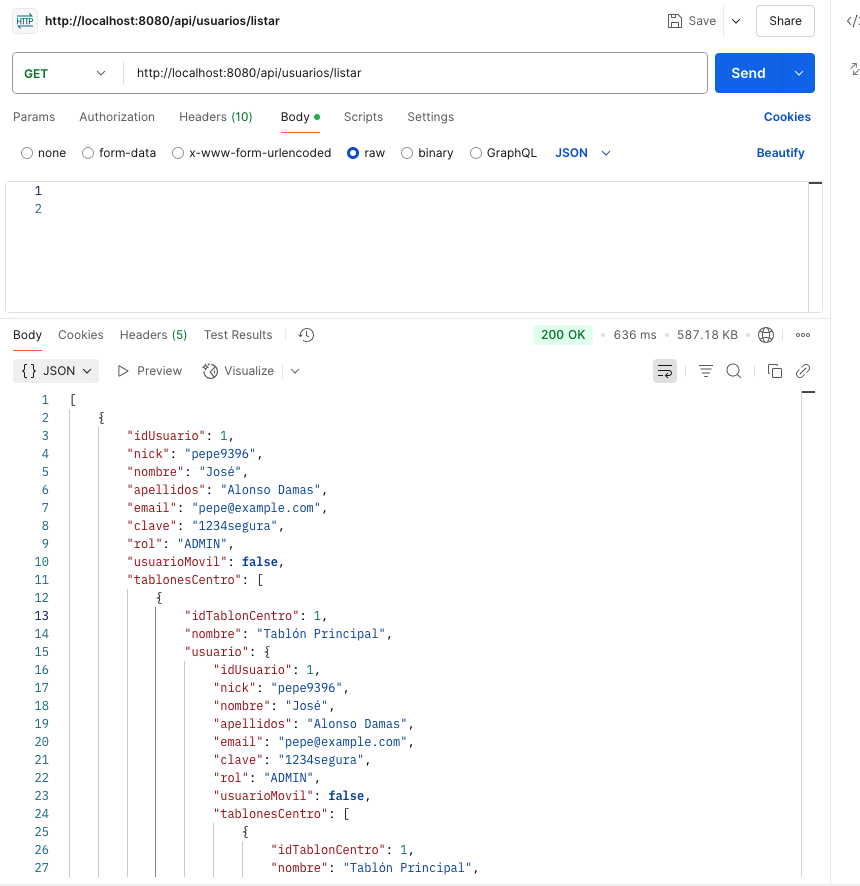 HTTP http://localhost:8080/api/usuarios/listar Save Share
GET http://localhost:8080/api/usuarios/listar Send
Params Authorization Headers (10) Body Scripts Settings Cookies
none form-data x-www-form-urlencoded raw binary GraphQL JSON Beautify
1
2
Body Cookies Headers (5) Test Results 200 OK • 636 ms • 587.18 KB •
{ } JSON Preview Visualize
1 [
2 {
3 "idUsuario": 1,
4 "nick": "pepe9396",
5 "nombre": "José",
6 "apellidos": "Alonso Damas",
7 "email": "pepe@example.com",
8 "clave": "1234segura",
9 "rol": "ADMIN",
10 "usuarioMovil": false,
11 "tablonesCentro": [
12 {
13 "idTablonCentro": 1,
14 "nombre": "Tablón Principal",
15 "usuario": {
16 "idUsuario": 1,
17 "nick": "pepe9396",
18 "nombre": "José",
19 "apellidos": "Alonso Damas",
20 "email": "pepe@example.com",
21 "clave": "1234segura",
22 "rol": "ADMIN",
23 "usuarioMovil": false,
24 "tablonesCentro": [
25 {
26 "idTablonCentro": 1,
27 "nombre": "Tablón Principal",